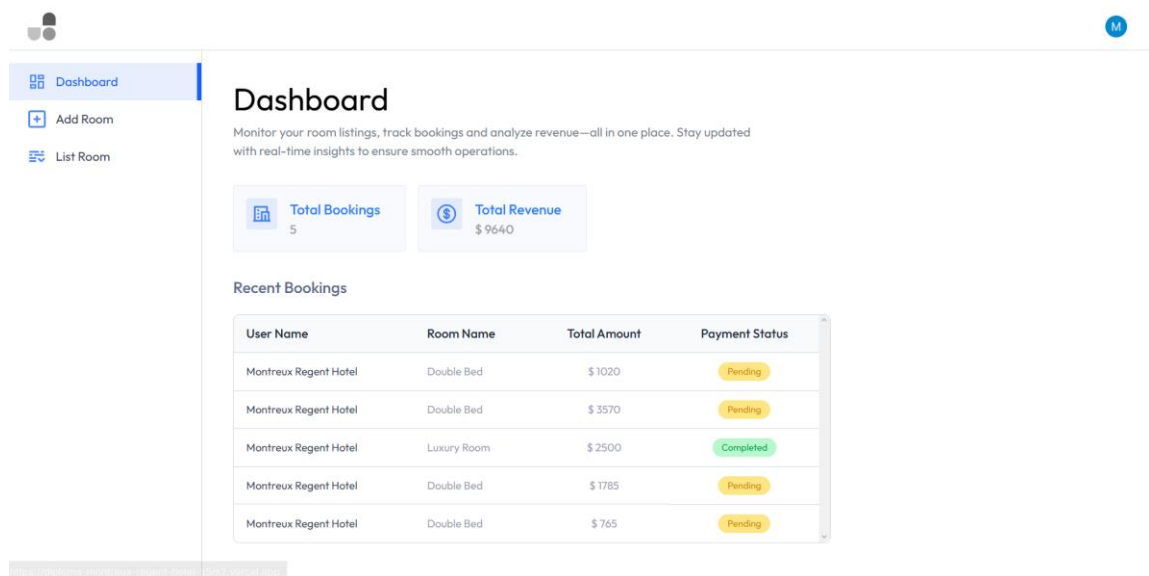 M
Dashboard
Add Room
List Room
Dashboard
Monitor your room listings, track bookings and analyze revenue—all in one place. Stay updated
with real-time insights to ensure smooth operations.
Total Bookings
5
Total Revenue
$ 9640
Recent Bookings
User Name Room Name Total Amount Payment Status
Montreux Regent Hotel Double Bed $ 1020 Pending
Montreux Regent Hotel Double Bed $ 3570 Pending
Montreux Regent Hotel Luxury Room $ 2500 Completed
Montreux Regent Hotel Double Bed $ 1785 Pending
Montreux Regent Hotel Double Bed $ 765 Pending